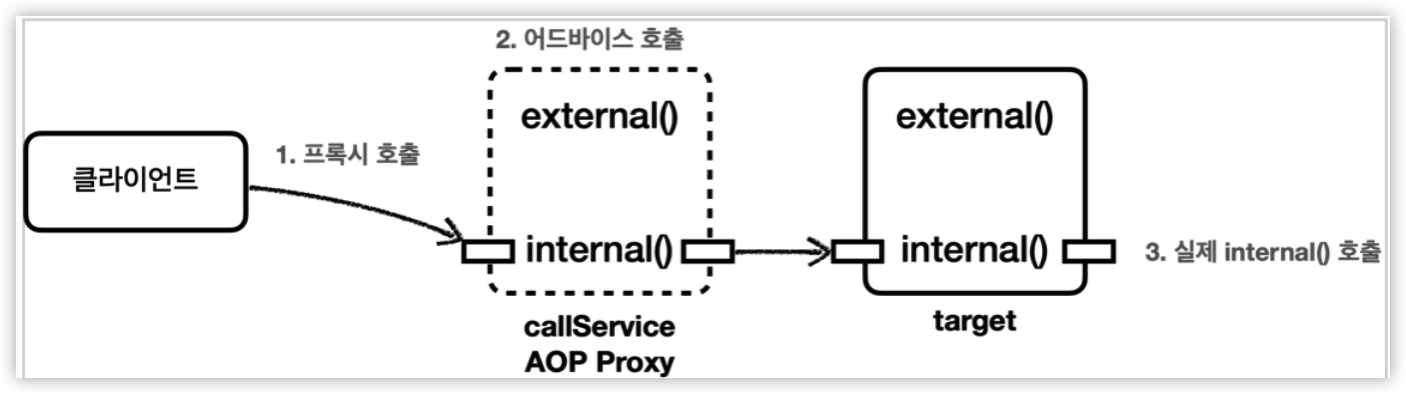 2. 어드바이스 호출
external()
external()
1. 프록시 호출
클라이언트
internal()
internal()
3. 실제 internal() 호출
callService
AOP Proxy
target